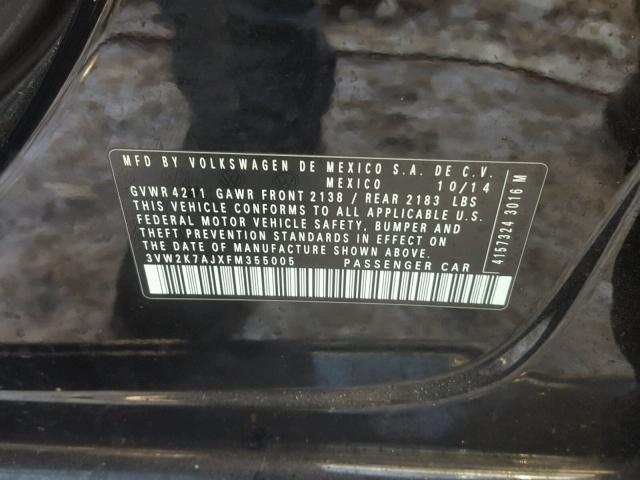 MFD BY VOLKSWAGEN DE MEXICO S.A. DE C.V.
MEXICO 10/14
GVWR 4211 GAWR FRONT 2138 / REAR 2183 LBS
THIS VEHICLE CONFORMS TO ALL APPLICABLE U.S.
FEDERAL MOTOR VEHICLE SAFETY, BUMPER AND
THEFT PREVENTION STANDARDS IN EFFECT ON
THE DATE OF MANUFACTURE SHOWN ABOVE.
3VW2K7AJXFM355005 PASSENGER CAR
4157324 3016 M